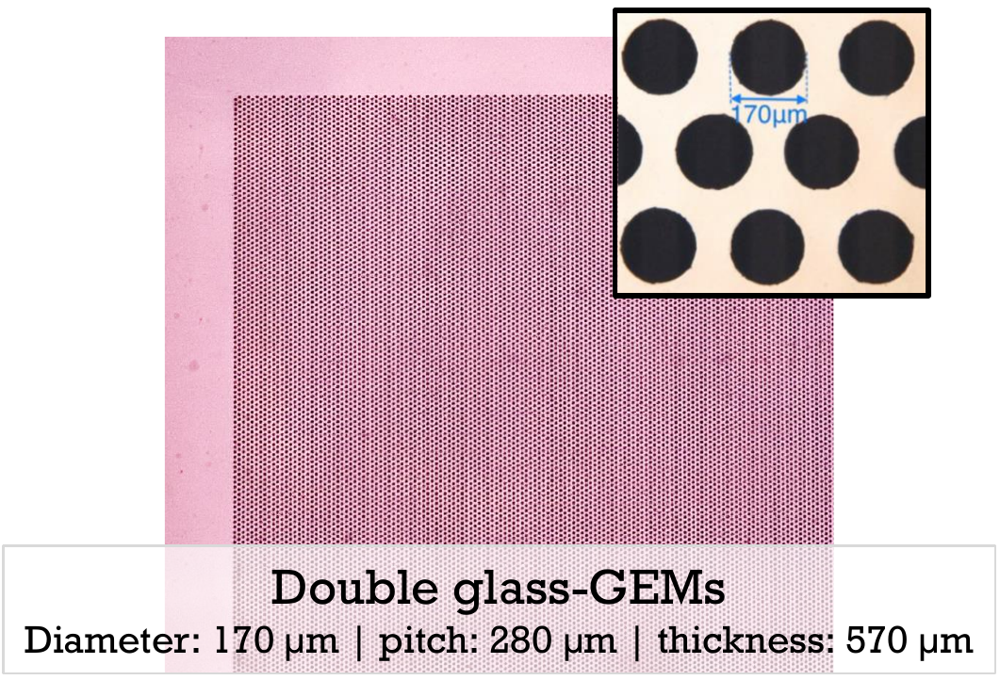 170µm
Double glass-GEMs
Diameter: 170 µm | pitch: 280 µm | thickness: 570 µm